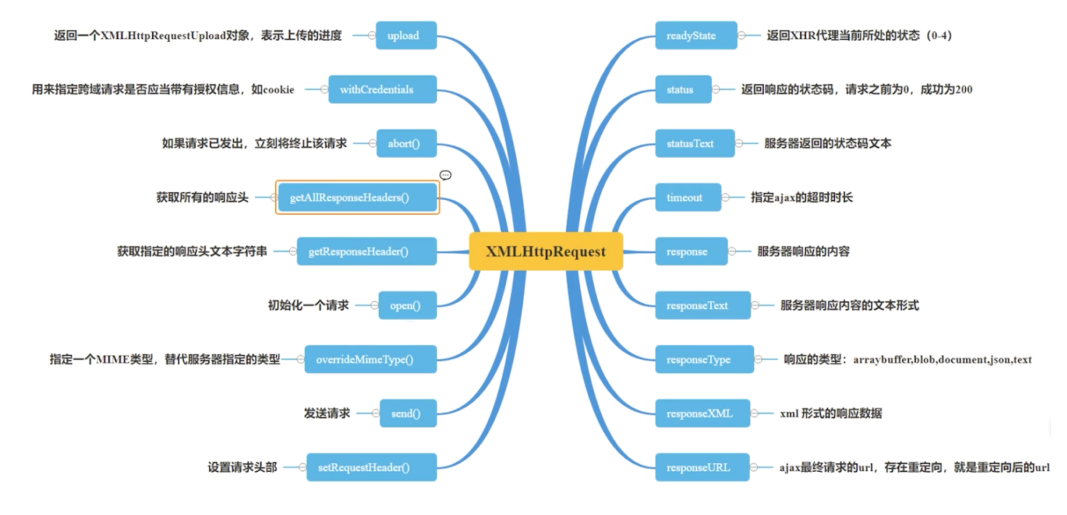 返回一个XMLHttpRequestUpload对象，表示上传的进度
upload
用来指定跨域请求是否应当带有授权信息，如cookie
withCredentials
如果请求已发出，立刻将终止该请求
abort()
获取所有的响应头
getAllResponseHeaders()
获取指定的响应头文本字符串
getResponseHeader()
初始化一个请求
open()
指定一个MIME类型，替代服务器指定的类型
overrideMimeType()
发送请求
send()
设置请求头部
setRequestHeader()
XMLHttpRequest
readyState
返回XHR代理当前所处的状态（0-4）
status
返回响应的状态码，请求之前为0，成功为200
statusText
服务器返回的状态码文本
timeout
指定ajax的超时时长
response
服务器响应的内容
responseText
服务器响应内容的文本形式
responseType
响应的类型：arraybuffer,blob,document,json,text
responseXML
xml 形式的响应数据
responseURL
ajax最终请求的url，存在重定向，就是重定向后的url